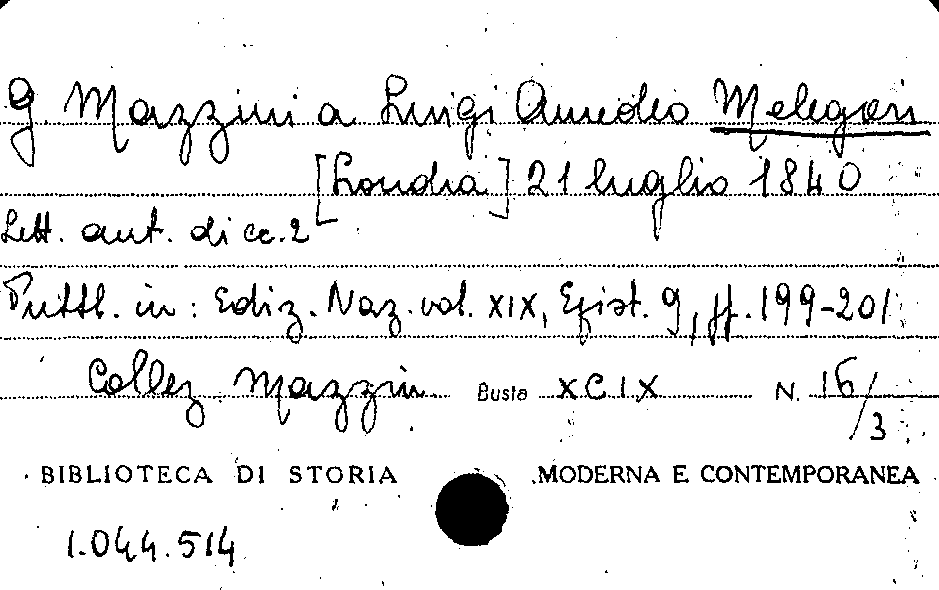 G. Mazzini a Luigi Amedeo Melegari
[Londra] 21 luglio 1840
Lett. aut. di cc. 2
Pubbl. in: Ediz. Naz. vol. XIX, Epist. 9, pp. 199-201
Collez Mazzini Busta XCIX N. 16/3
BIBLIOTECA DI STORIA MODERNA E CONTEMPORANEA
1.044.514